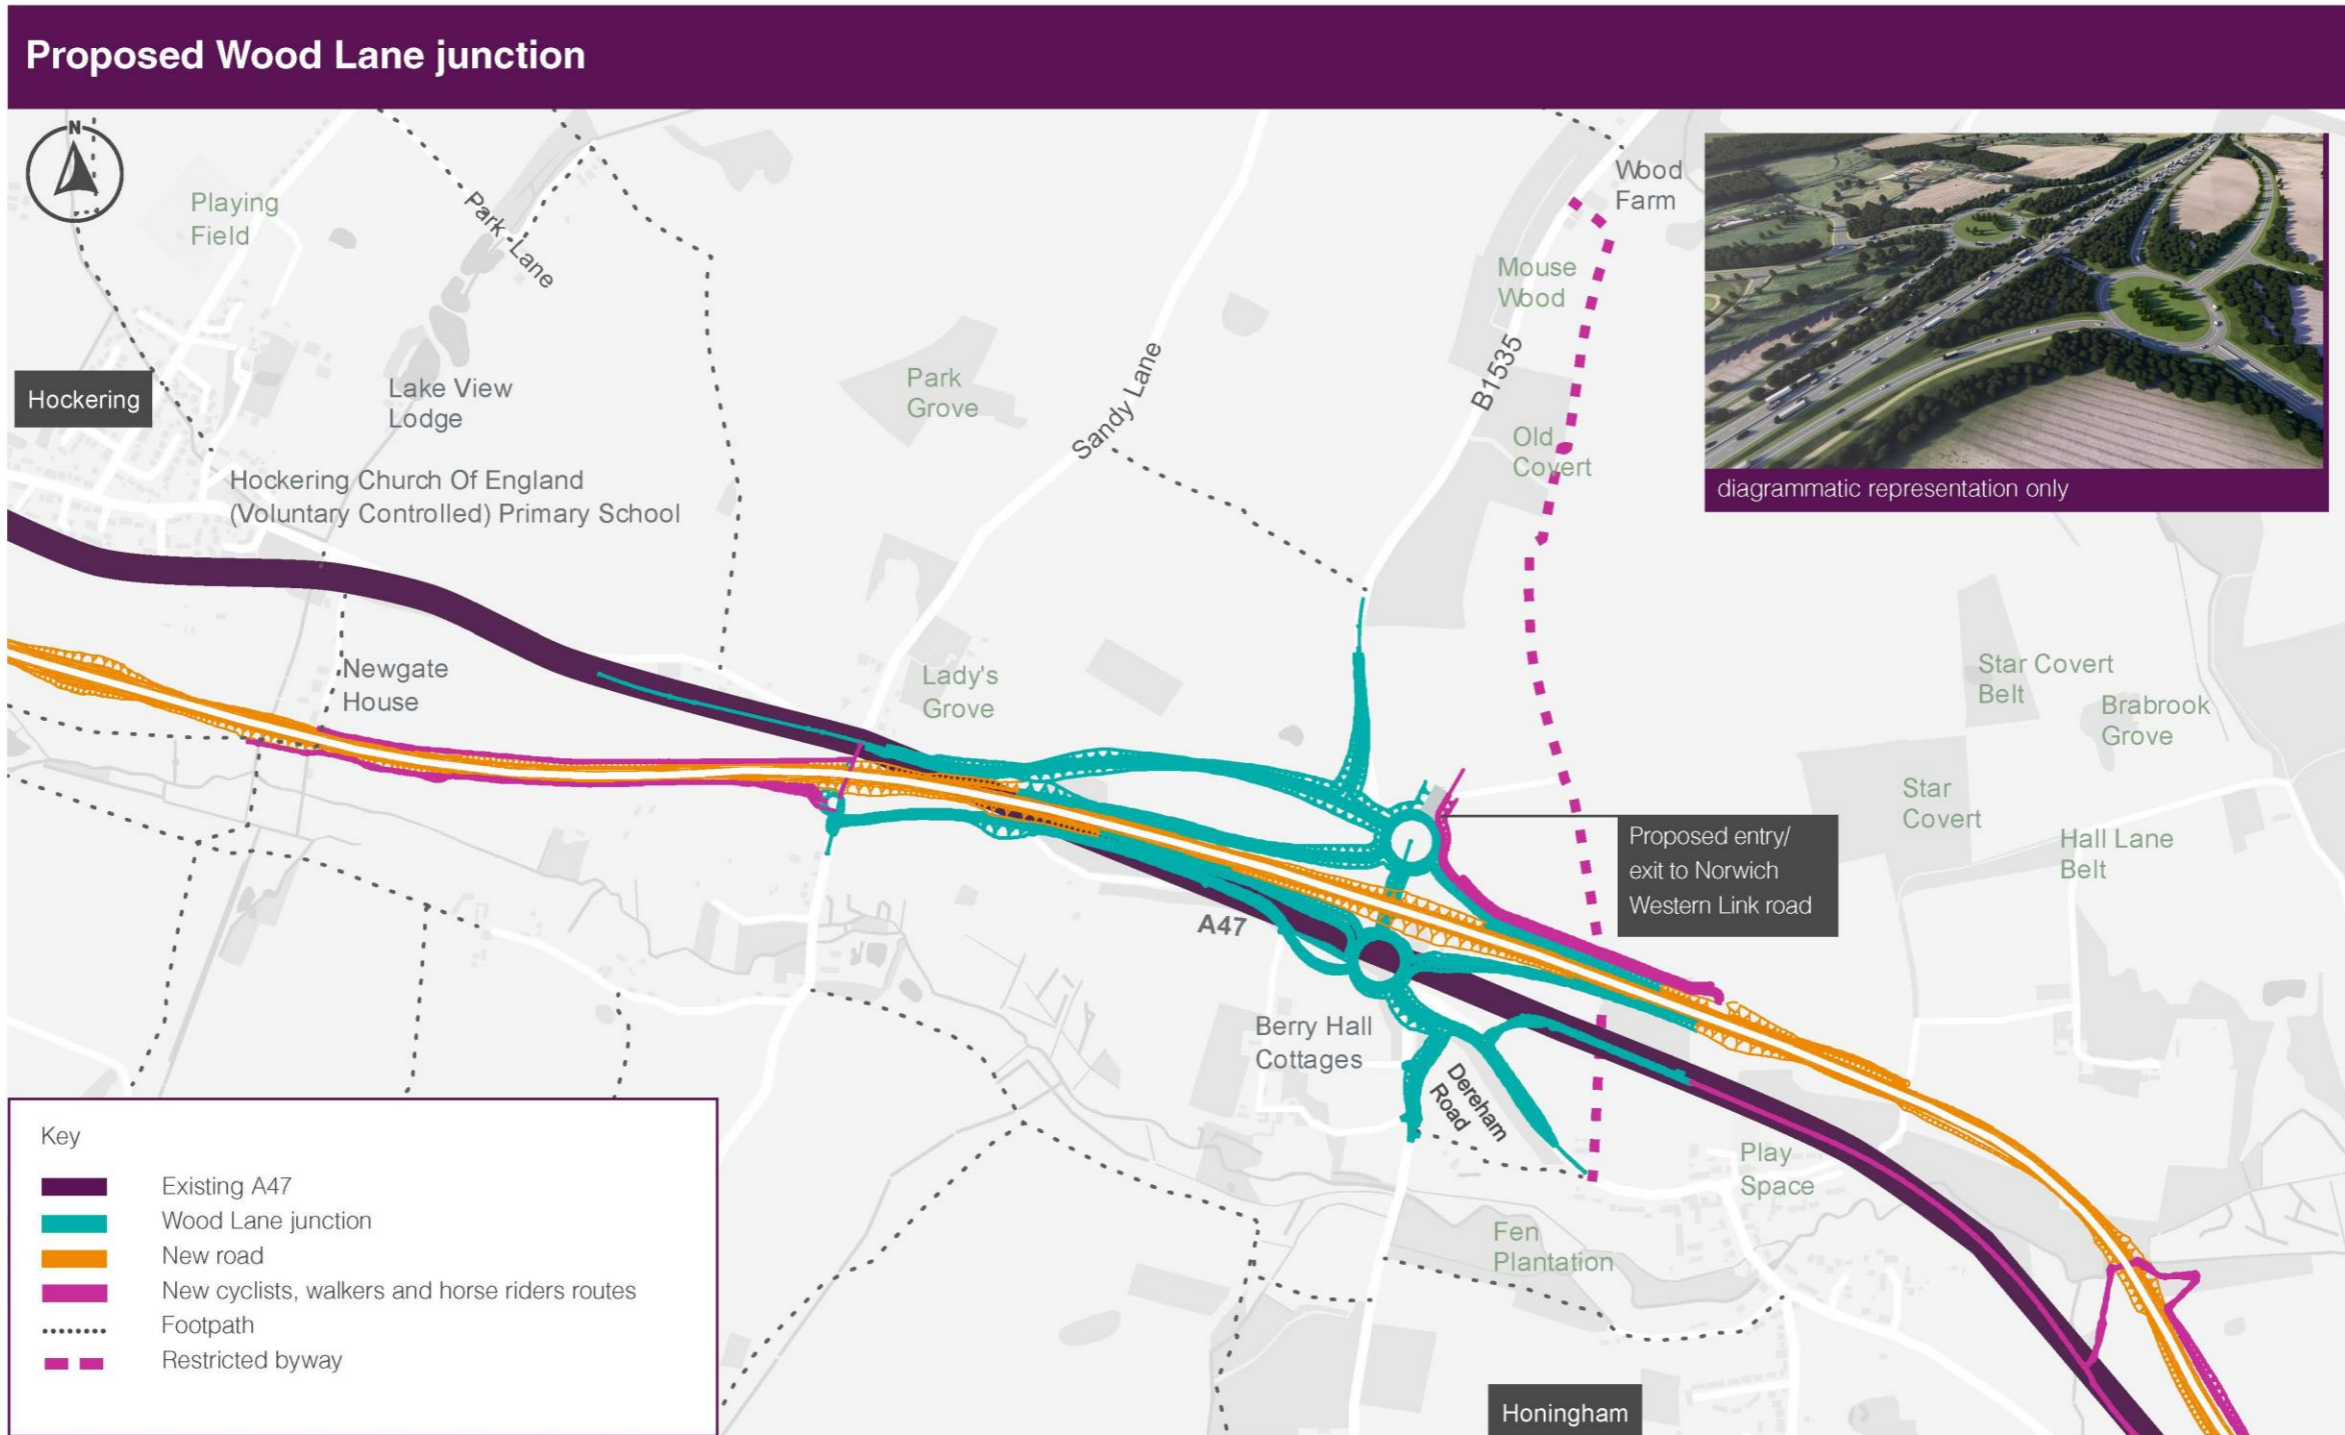 Proposed Wood Lane junction
N
Playing
Field
Park Lane
Wood
Farm
Mouse
Wood
diagrammatic representation only
Hockering
Lake View
Lodge
Park
Grove
Sandy Lane
B1535
Old
Covert
Hockering Church Of England
(Voluntary Controlled) Primary School
Newgate
House
Lady's
Grove
Star Covert
Belt
Brabrook
Grove
Star
Covert
Hall Lane
Belt
Proposed entry/
exit to Norwich
Western Link road
A47
Berry Hall
Cottages
Dereham
Road
Play
Space
Fen
Plantation
Honingham
Key
Existing A47
Wood Lane junction
New road
New cyclists, walkers and horse riders routes
Footpath
Restricted byway